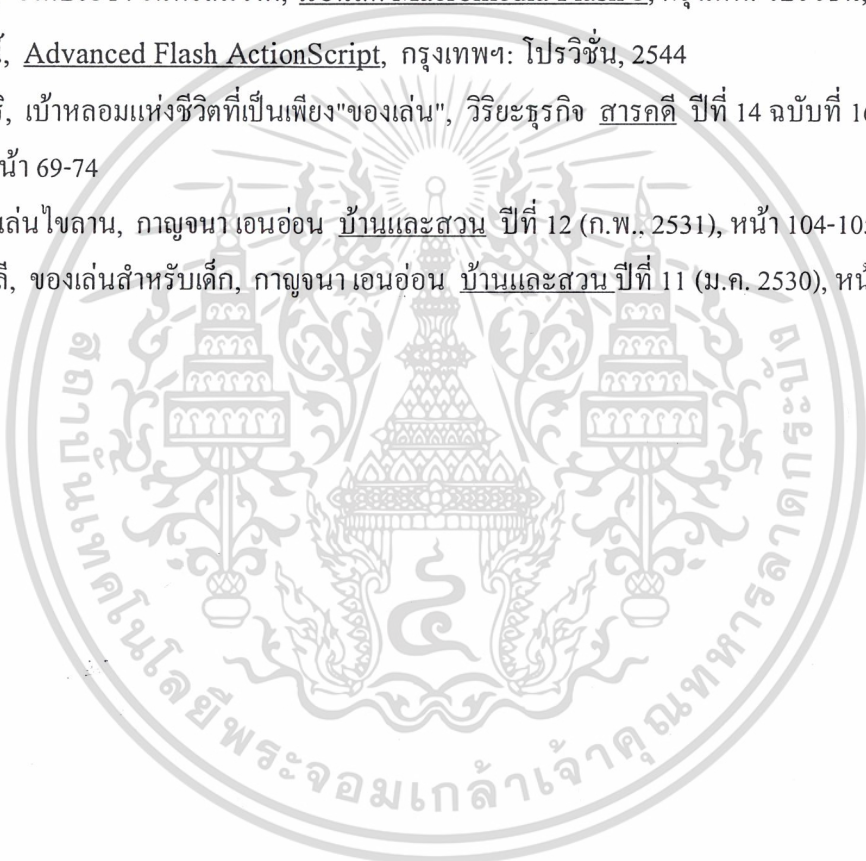 Advanced Flash ActionScript, กรุงเทพฯ: โปรวิชั่น, 2544
เบ้าหลอมแห่งชีวิตที่เป็นเพียง"ของเล่น", วิริยะธุรกิจ สารคดี ปีที่ 14 ฉบับที่
69-74
เล่นไขลาน, กาญจนา เอนอ่อน บ้านและสวน ปีที่ 12 (ก.พ., 2531), หน้า 104-10
ของเล่นสำหรับเด็ก, กาญจนา เอนอ่อน บ้านและสวน ปีที่ 11 (ม.ค. 2530),
สถาบันเทคโนโลยีพระจอมเกล้าเจ้าคุณทหารลาดกระบัง